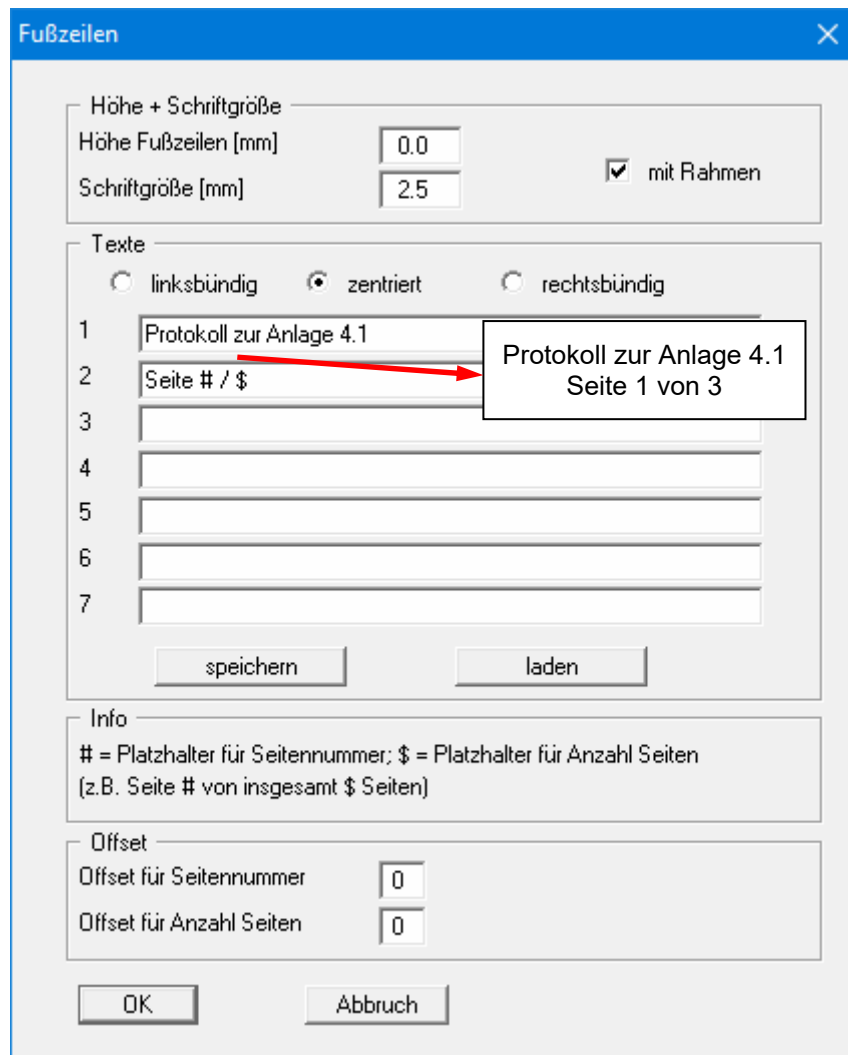 Fußzeilen
Höhe + Schriftgröße
Höhe Fußzeilen [mm] 0.0
mit Rahmen
Schriftgröße [mm] 2.5
Texte
linksbündig zentriert rechtsbündig
1 Protokoll zur Anlage 4.1
Protokoll zur Anlage 4.1
Seite 1 von 3
2 Seite # / $
3
4
5
6
7
speichern laden
Info
# = Platzhalter für Seitennummer; $ = Platzhalter für Anzahl Seiten
(z.B. Seite # von insgesamt $ Seiten)
Offset
Offset für Seitennummer 0
Offset für Anzahl Seiten 0
OK Abbruch